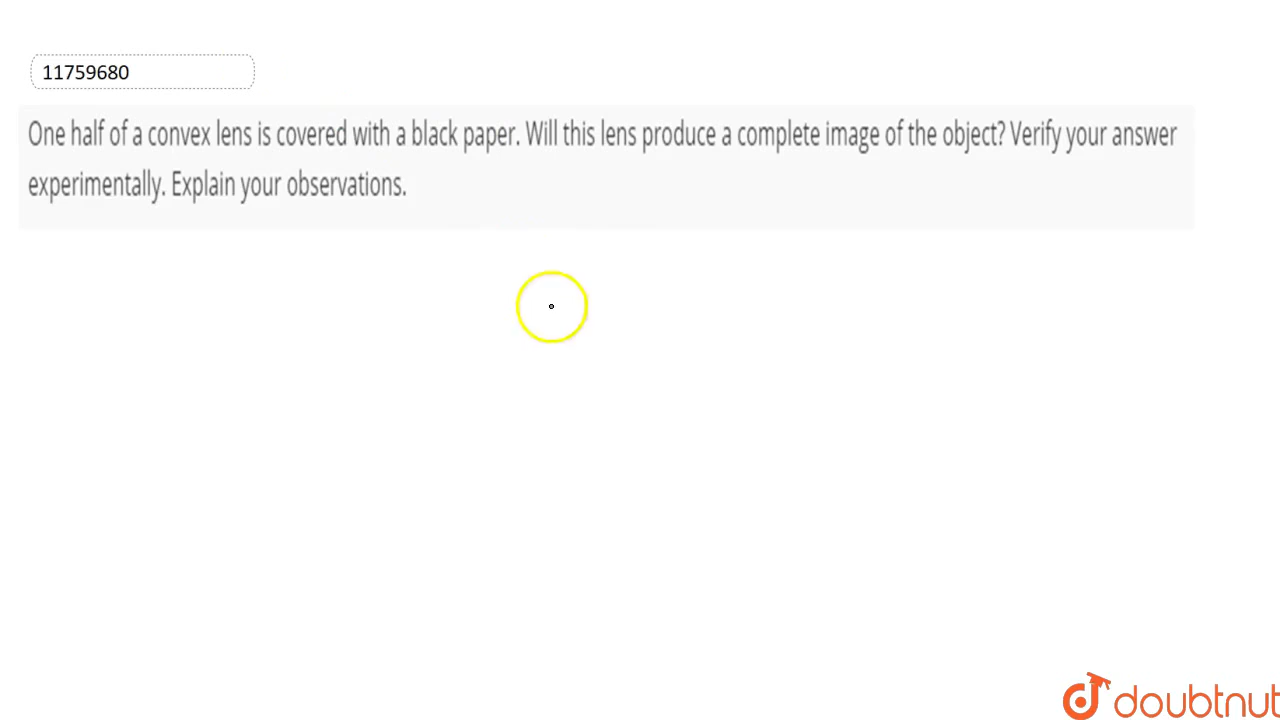 11759680
One half of a convex lens is covered with a black paper. Will this lens produce a complete image of the object? Verify your answer
experimentally. Explain your observations.
doubtnut